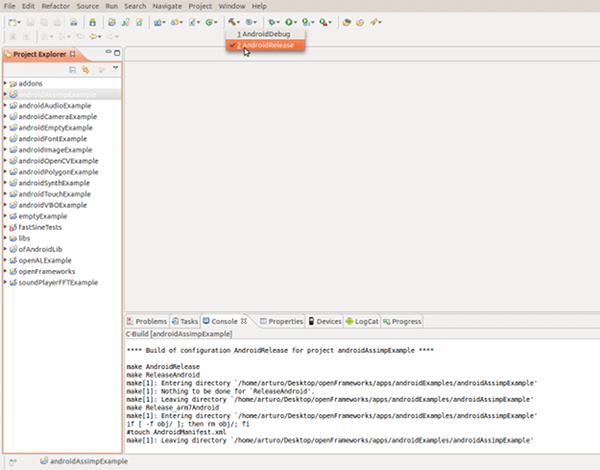 File Edit Refactor Source Run Search Navigate Project Window Help
1 AndroidDebug
2 AndroidRelease
Project Explorer
addons
androidAssimpExample
androidAudioExample
androidCameraExample
androidEmptyExample
androidFontExample
androidImageExample
androidOpenCVExample
androidPolygonExample
androidSynthExample
androidTouchExample
androidVBOExample
emptyExample
fastSineTests
libs
ofAndroidLib
openALExample
openFrameworks
soundPlayerFFTExample
Problems Tasks Console Properties Devices LogCat Progress
C-Build [androidAssimpExample]
**** Build of configuration AndroidRelease for project androidAssimpExample ****
make AndroidRelease
make ReleaseAndroid
make[1]: Entering directory `/home/arturo/Desktop/openFrameworks/apps/androidExamples/androidAssimpExample'
make[1]: Nothing to be done for `ReleaseAndroid'.
make[1]: Leaving directory `/home/arturo/Desktop/openFrameworks/apps/androidExamples/androidAssimpExample'
make Release_arm7Android
make[1]: Entering directory `/home/arturo/Desktop/openFrameworks/apps/androidExamples/androidAssimpExample'
if [ -f obj/ ]; then rm obj/; fi
#touch AndroidManifest.xml
make[1]: Leaving directory `/home/arturo/Desktop/openFrameworks/apps/androidExamples/androidAssimpExample'
androidAssimpExample